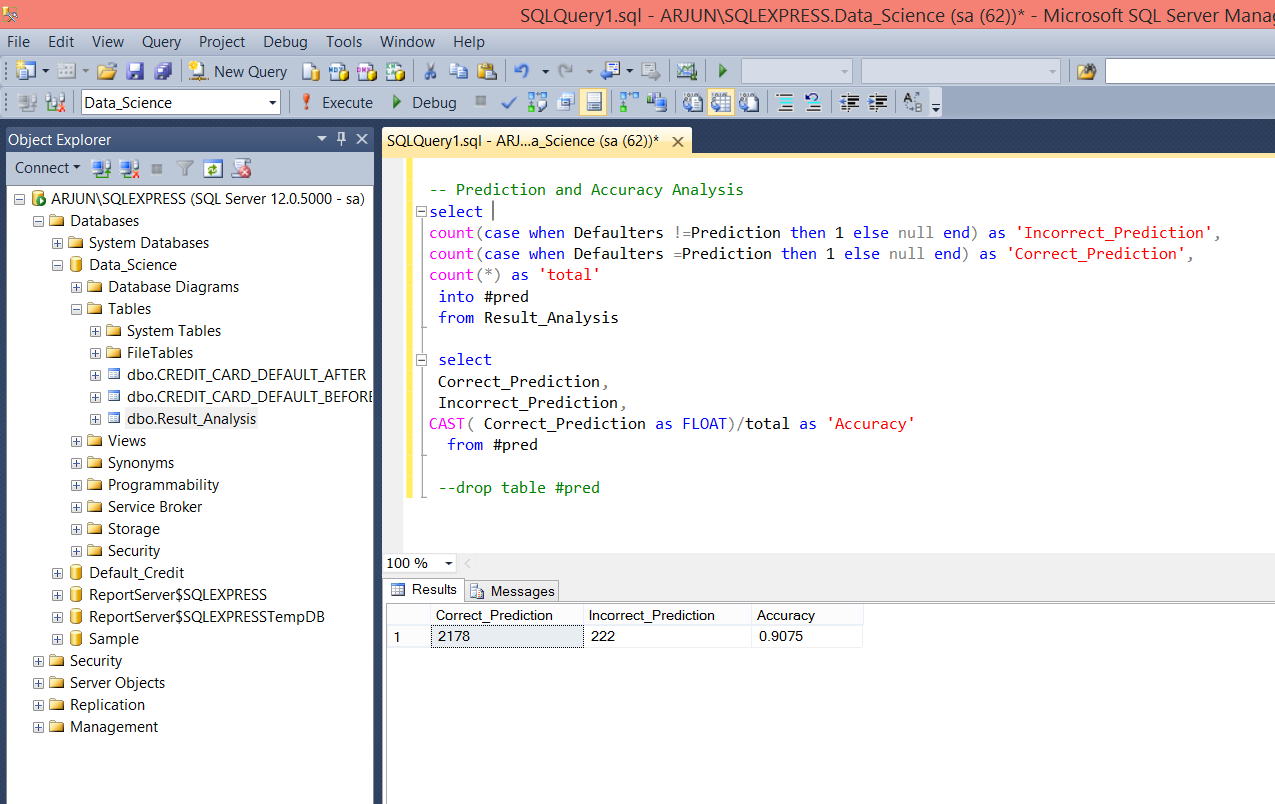 SQLQuery1.sql - ARJUN\SQLEXPRESS.Data_Science (sa (62))* - Microsoft SQL Server Manag
File Edit View Query Project Debug Tools Window Help
New Query
Data_Science Execute Debug
Object Explorer
Connect
ARJUN\SQLEXPRESS (SQL Server 12.0.5000 - sa)
Databases
System Databases
Data_Science
Database Diagrams
Tables
System Tables
FileTables
dbo.CREDIT_CARD_DEFAULT_AFTER
dbo.CREDIT_CARD_DEFAULT_BEFORE
dbo.Result_Analysis
Views
Synonyms
Programmability
Service Broker
Storage
Security
Default_Credit
ReportServer$SQLEXPRESS
ReportServer$SQLEXPRESSTempDB
Sample
Security
Server Objects
Replication
Management
SQLQuery1.sql - ARJ...a_Science (sa (62))*
-- Prediction and Accuracy Analysis
select
count(case when Defaulters !=Prediction then 1 else null end) as 'Incorrect_Prediction',
count(case when Defaulters =Prediction then 1 else null end) as 'Correct_Prediction',
count(*) as 'total'
into #pred
from Result_Analysis
select
Correct_Prediction,
Incorrect_Prediction,
CAST( Correct_Prediction as FLOAT)/total as 'Accuracy'
from #pred
--drop table #pred
100 %
Results Messages
Correct_Prediction Incorrect_Prediction Accuracy
1 2178 222 0.9075